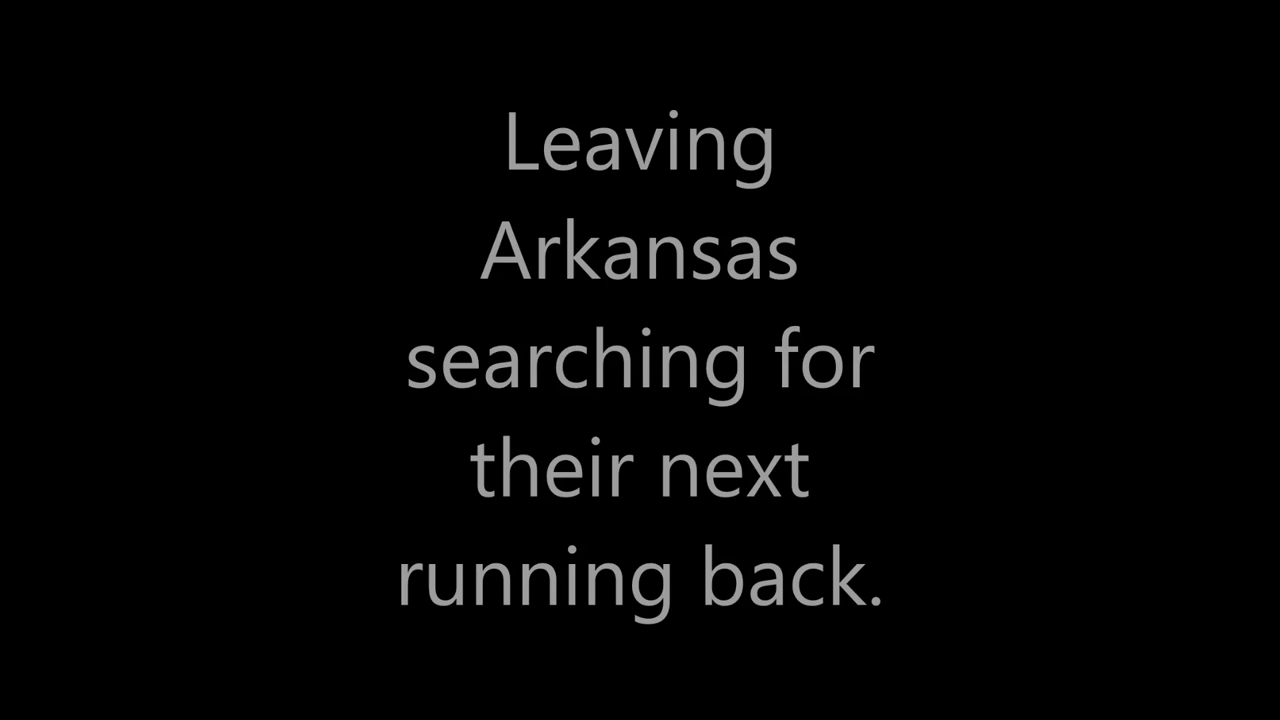 Leaving
Arkansas
searching for
their next
running back.